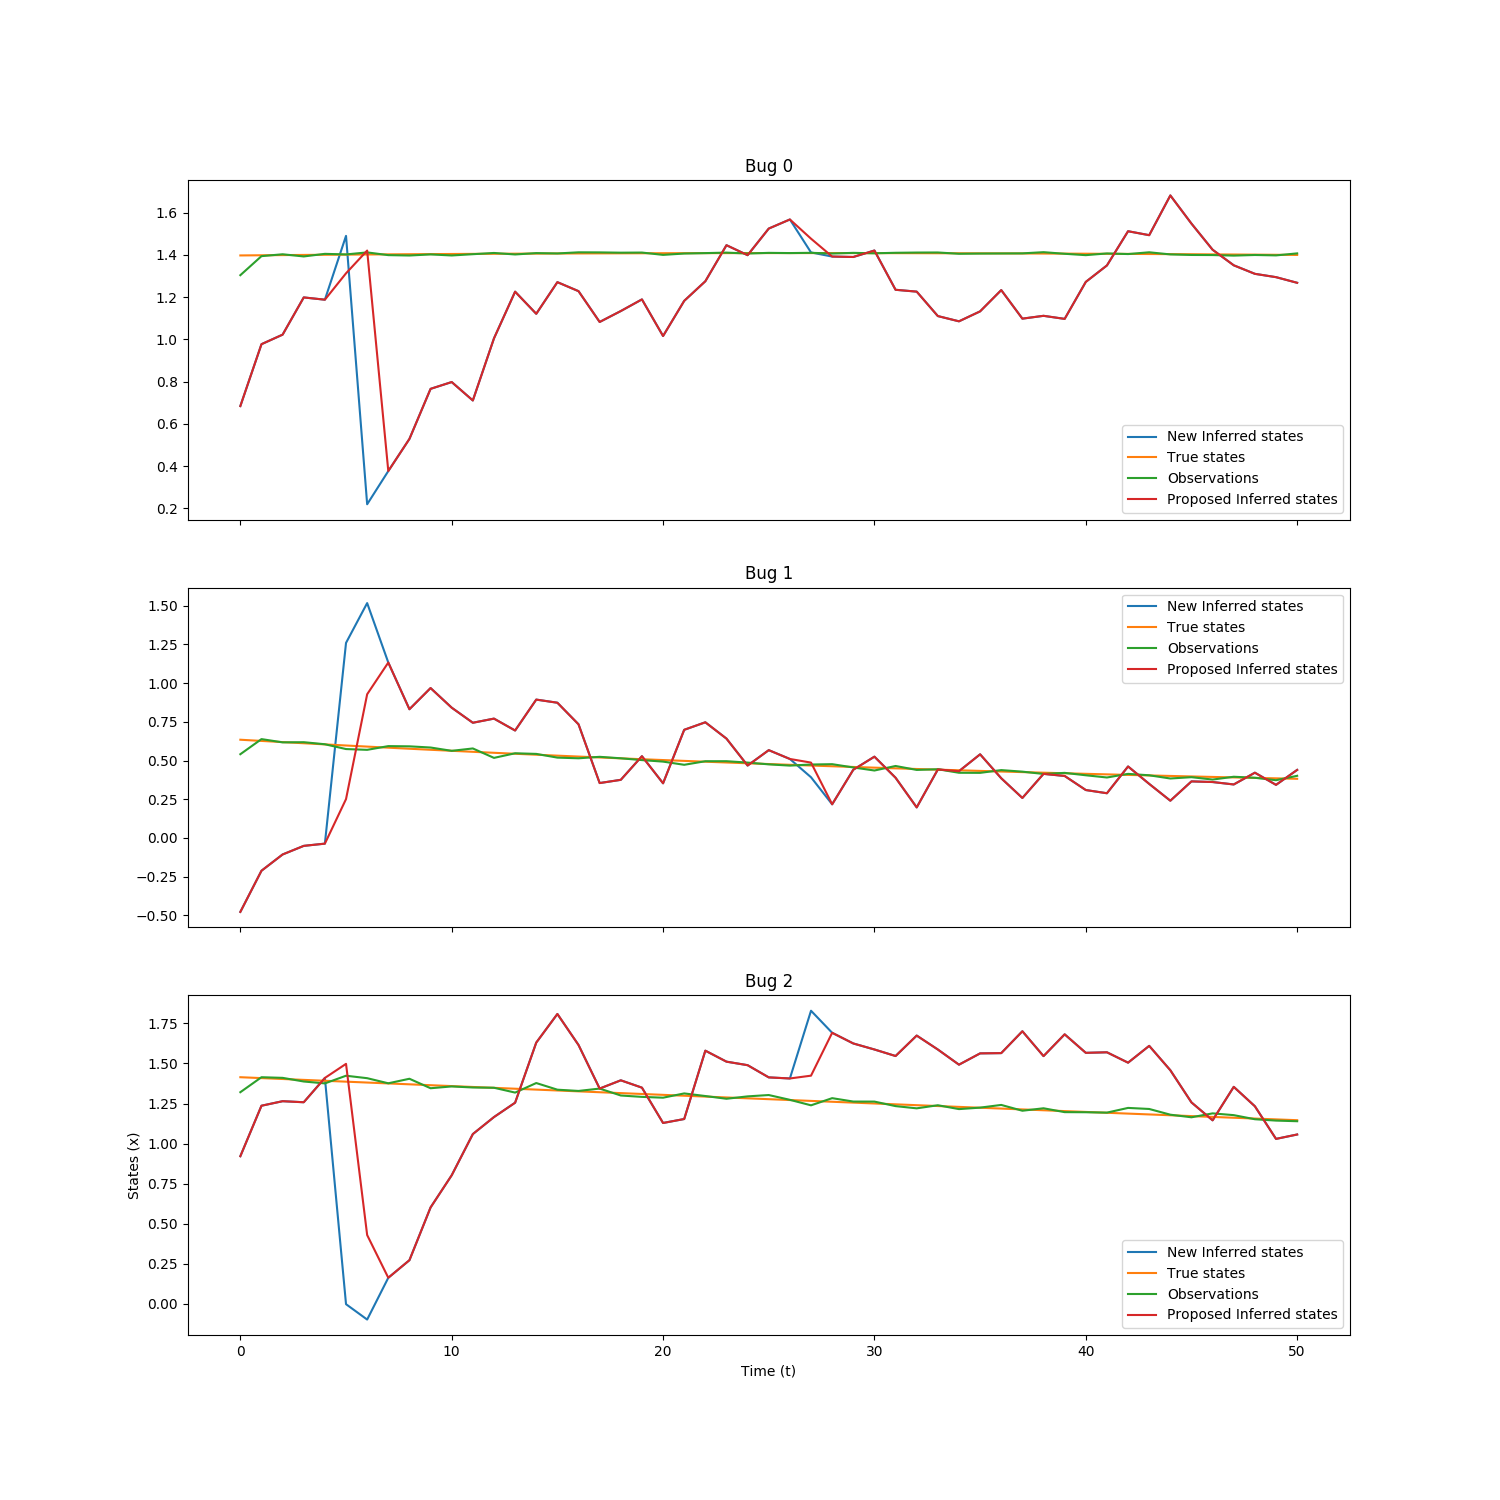 Bug 0
1.6
1.4
1.2
1.0
0.8
0.6
0.4
0.2
New Inferred states
True states
Observations
Proposed Inferred states
Bug 1
1.50
1.25
1.00
0.75
0.50
0.25
0.00
−0.25
−0.50
New Inferred states
True states
Observations
Proposed Inferred states
Bug 2
States (x)
1.75
1.50
1.25
1.00
0.75
0.50
0.25
0.00
New Inferred states
True states
Observations
Proposed Inferred states
0 10 20 30 40 50
Time (t)